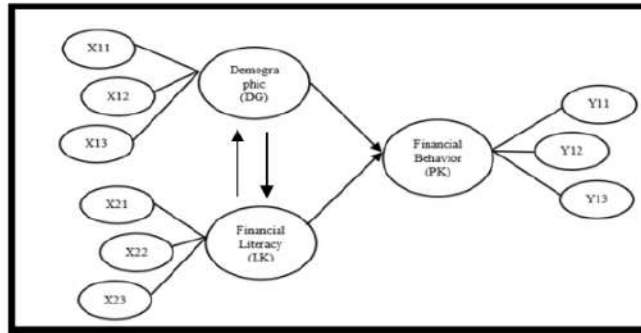 X11
X12
X13
Demogra
phic
(DG)
X21
X22
X23
Financial
Literacy
(LK)
Financial
Behavior
(PK)
Y11
Y12
Y13